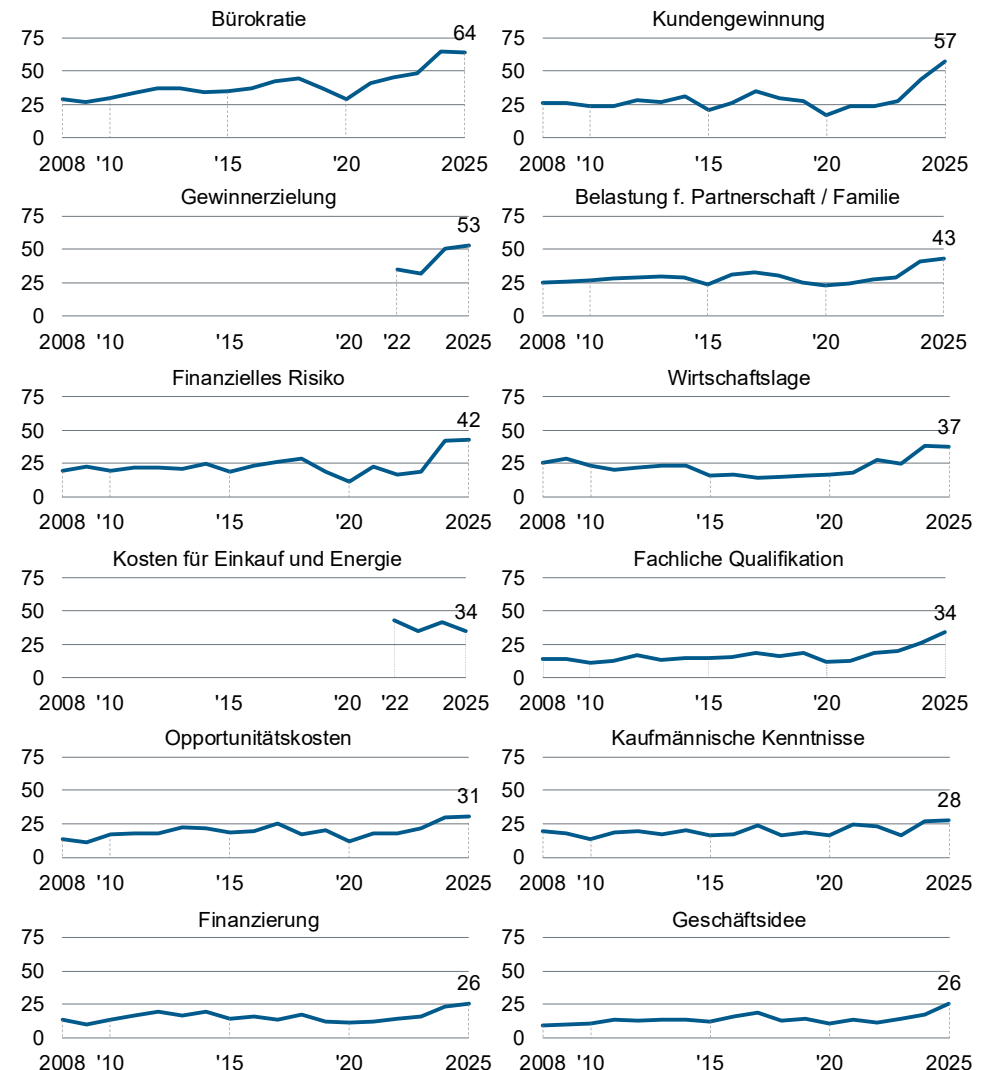 Bürokratie
64
75
50
25
0
2008 '10 '15 '20 2025
Kundengewinnung
57
75
50
25
0
2008 '10 '15 '20 2025
Gewinnerzielung
53
75
50
25
0
2008 '10 '15 '20 '22 2025
Belastung f. Partnerschaft / Familie
43
75
50
25
0
2008 '10 '15 '20 2025
Finanzielles Risiko
42
75
50
25
0
2008 '10 '15 '20 2025
Wirtschaftslage
37
75
50
25
0
2008 '10 '15 '20 2025
Kosten für Einkauf und Energie
34
75
50
25
0
2008 '10 '15 '20 '22 2025
Fachliche Qualifikation
34
75
50
25
0
2008 '10 '15 '20 2025
Opportunitätskosten
31
75
50
25
0
2008 '10 '15 '20 2025
Kaufmännische Kenntnisse
28
75
50
25
0
2008 '10 '15 '20 2025
Finanzierung
26
75
50
25
0
2008 '10 '15 '20 2025
Geschäftsidee
26
75
50
25
0
2008 '10 '15 '20 2025